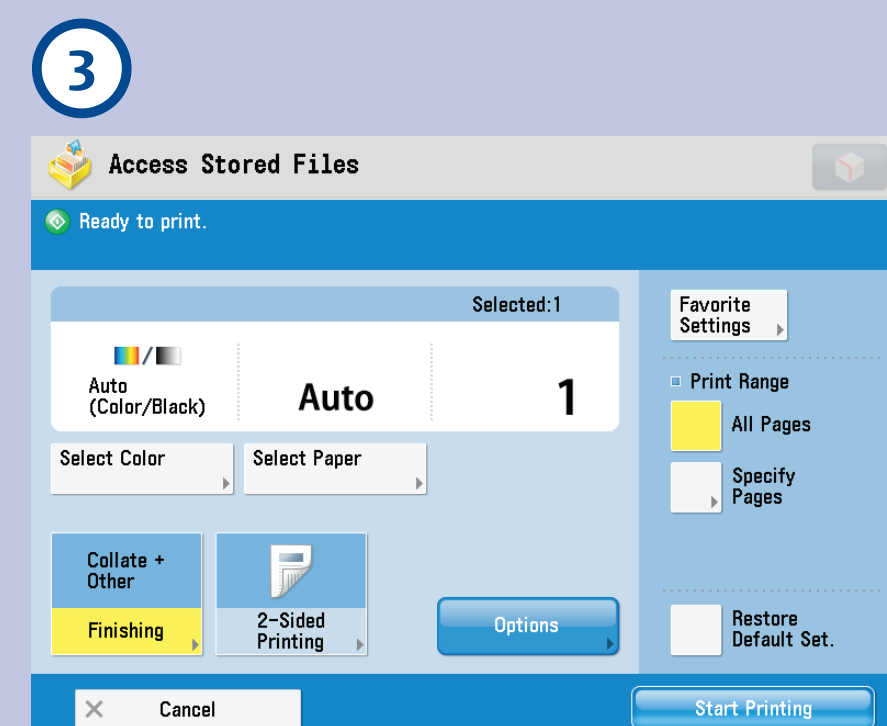 3
Access Stored Files
Ready to print.
Selected:1
Auto
(Color/Black)
Auto
1
Select Color
Select Paper
Collate +
Other
Finishing
2-Sided
Printing
Options
Favorite
Settings
Print Range
All Pages
Specify
Pages
Restore
Default Set.
Cancel
Start Printing